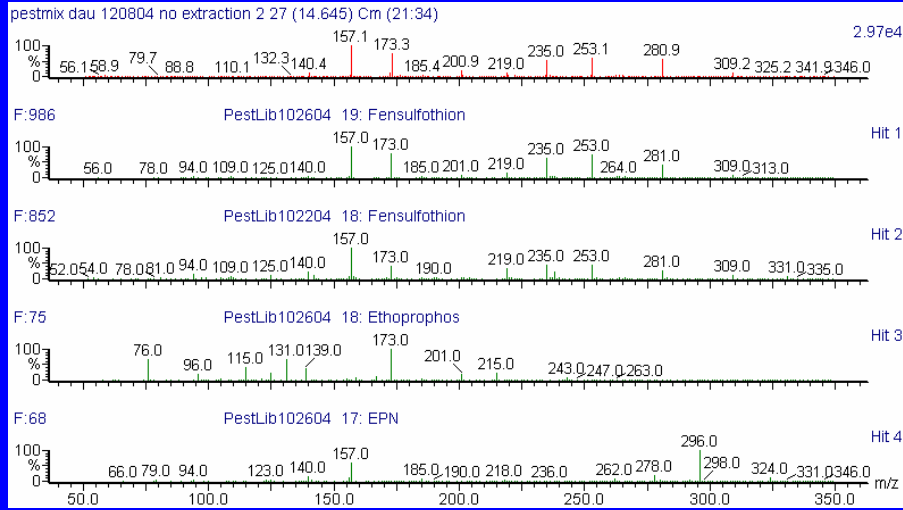 pestmix dau 120804 no extraction 2 27 (14.645) Cm (21:34)
2.97e4
100
%
0
56.1 58.9 79.7 88.8 110.1 132.3 140.4 157.1 173.3 185.4 200.9 219.0 235.0 253.1 280.9 309.2 325.2 341.9 346.0
F:986 PestLib102604 19: Fensulfothion
Hit 1
100
%
0
56.0 78.0 94.0 109.0 125.0 140.0 157.0 173.0 185.0 201.0 219.0 235.0 253.0 264.0 281.0 309.0 313.0
F:852 PestLib102204 18: Fensulfothion
Hit 2
100
%
0
52.0 54.0 78.0 81.0 94.0 109.0 125.0 140.0 157.0 173.0 190.0 219.0 235.0 253.0 281.0 309.0 331.0 335.0
F:75 PestLib102604 18: Ethoprophos
Hit 3
100
%
0
76.0 96.0 115.0 131.0 139.0 173.0 201.0 215.0 243.0 247.0 263.0
F:68 PestLib102604 17: EPN
Hit 4
100
%
0
66.0 79.0 94.0 123.0 140.0 157.0 185.0 190.0 218.0 236.0 262.0 278.0 296.0 298.0 324.0 331.0 346.0
m/z
50.0 100.0 150.0 200.0 250.0 300.0 350.0